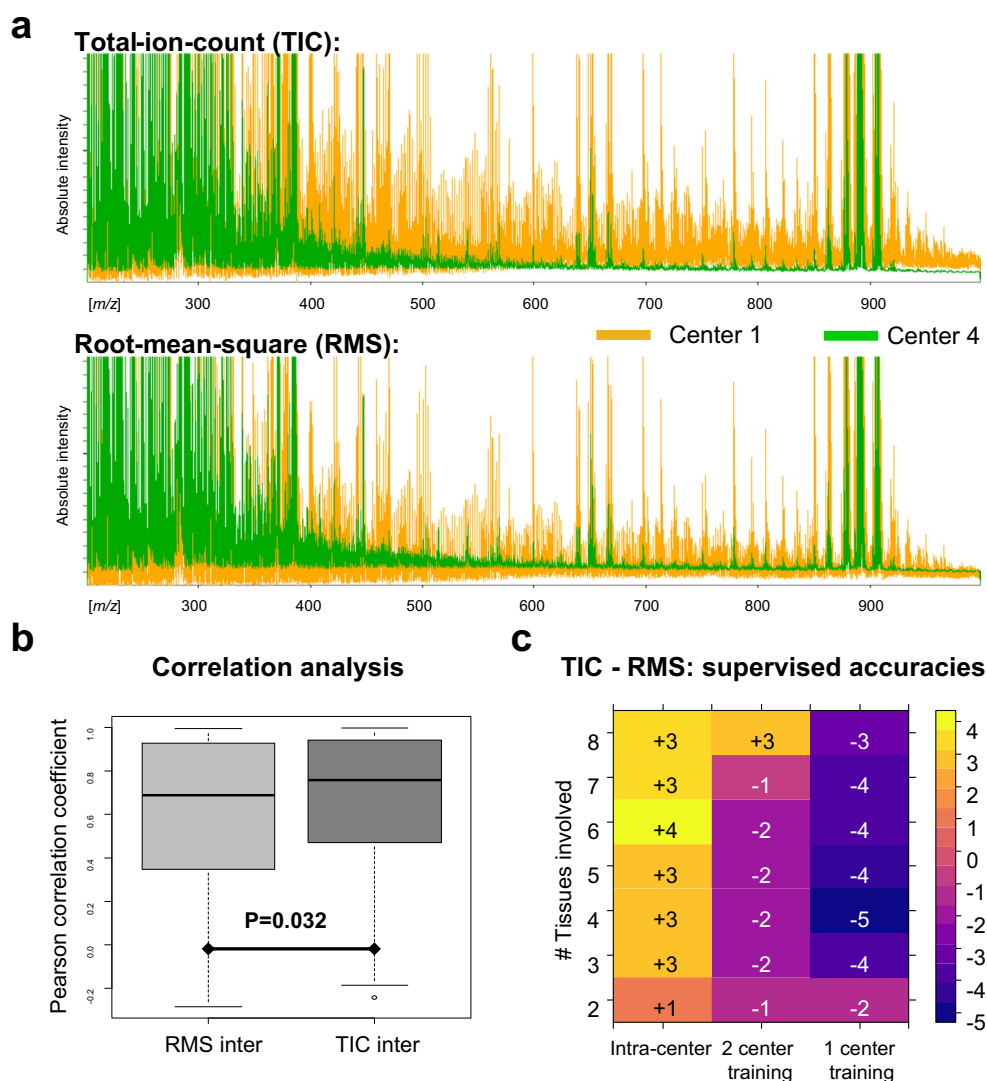 a
Total-ion-count (TIC):
Absolute intensity
[m/z] 300 400 500 600 700 800 900
Root-mean-square (RMS):
Center 1 Center 4
Absolute intensity
[m/z] 300 400 500 600 700 800 900
b
Correlation analysis
Pearson correlation coefficient
1.0
0.8
0.6
0.4
0.2
0.0
-0.2
P=0.032
RMS inter TIC inter
c
TIC - RMS: supervised accuracies
# Tissues involved
8 +3 +3 -3
7 +3 -1 -4
6 +4 -2 -4
5 +3 -2 -4
4 +3 -2 -5
3 +3 -2 -4
2 +1 -1 -2
Intra-center 2 center 1 center
training training
4
3
2
1
0
-1
-2
-3
-4
-5